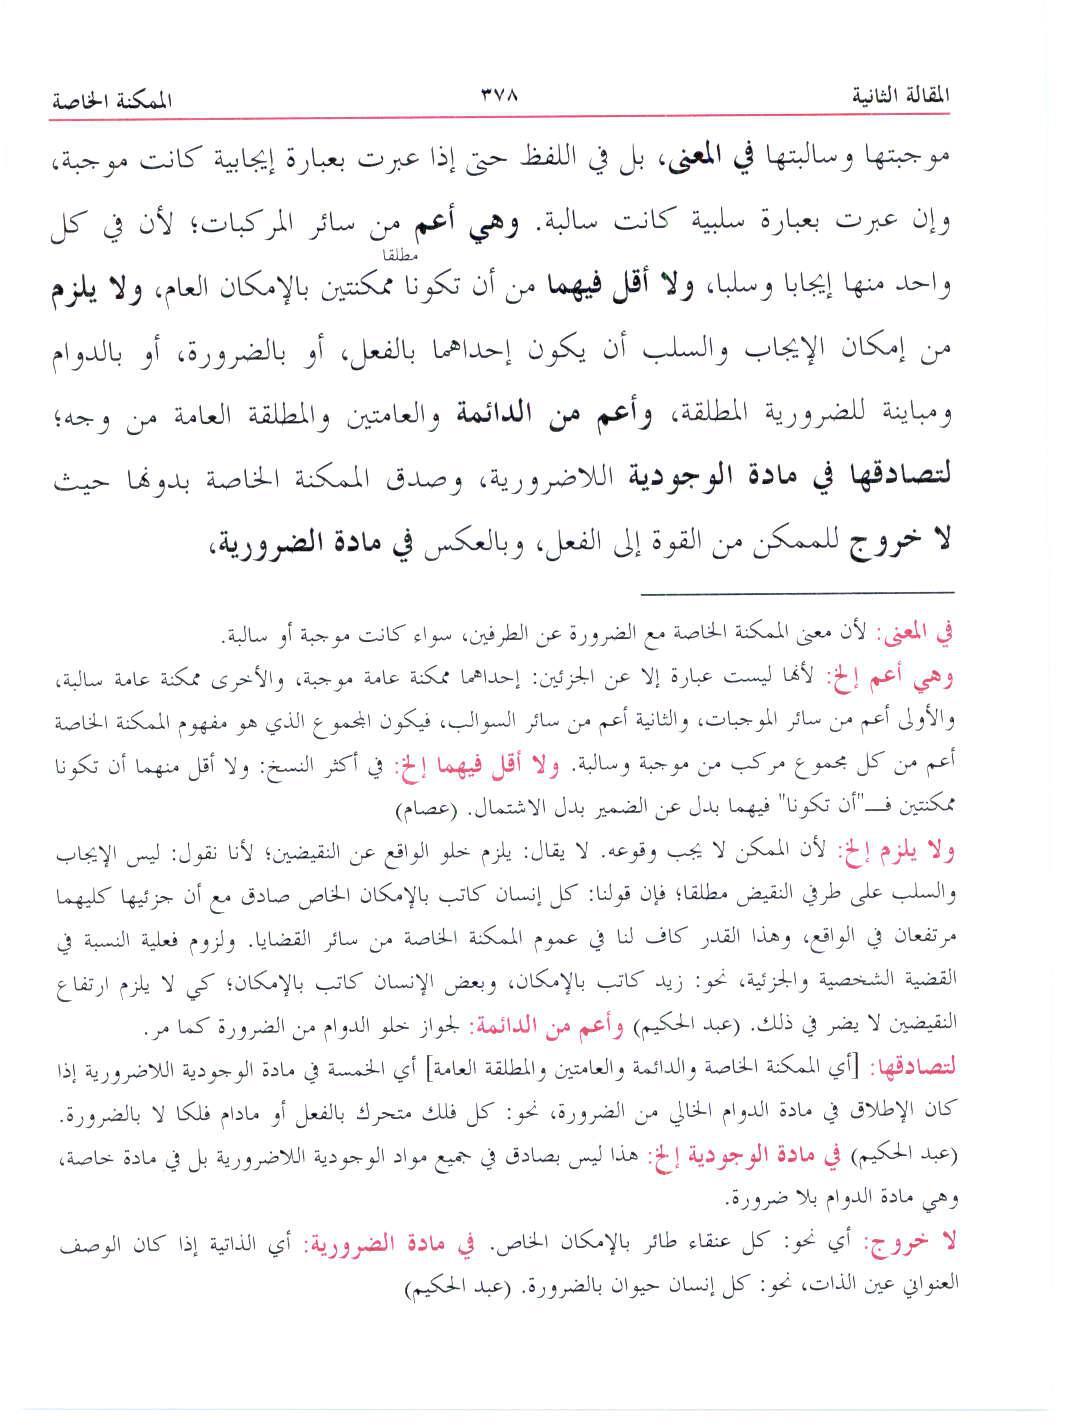 المقالة الثانية ٣٧٨ الممكنة الخاصة
موجبتها وسالبتها في المعنى، بل في اللفظ حتى إذا عبرت بعبارة إيجابية كانت موجبة،
وإن عبرت بعبارة سلبية كانت سالبة. وهي أعم من سائر المركبات؛ لأن في كل
مطلقا
واحد منها إيجابا وسلبا، ولا أقل فيهما من أن تكونا ممكنتين بالإمكان العام، ولا يلزم
من إمكان الإيجاب والسلب أن يكون إحداهما بالفعل، أو بالضرورة، أو بالدوام
ومباينة للضرورية المطلقة، وأعم من الدائمة والعامتين والمطلقة العامة من وجه؛
لتصادقها في مادة الوجودية اللاضرورية، وصدق الممكنة الخاصة بدونها حيث
لا خروج للممكن من القوة إلى الفعل، وبالعكس في مادة الضرورية،
في المعنى: لأن معنى الممكنة الخاصة مع الضرورة عن الطرفين، سواء كانت موجبة أو سالبة.
وهي أعم إلخ: لأنها ليست عبارة إلا عن الجزئين: إحداهما ممكنة عامة موجبة، والأخرى ممكنة عامة سالبة،
والأولى أعم من سائر الموجبات، والثانية أعم من سائر السوالب، فيكون المجموع الذي هو مفهوم الممكنة الخاصة
أعم من كل مجموع مركب من موجبة وسالبة. ولا أقل فيهما إلخ: في أكثر النسخ: ولا أقل منهما أن تكونا
ممكنتين فــ"أن تكونا" فيهما بدل عن الضمير بدل الاشتمال. (عصام)
ولا يلزم إلخ: لأن الممكن لا يجب وقوعه. لا يقال: يلزم خلو الواقع عن النقيضين؛ لأنا نقول: ليس الإيجاب
والسلب على طرفي النقيض مطلقا؛ فإن قولنا: كل إنسان كاتب بالإمكان الخاص صادق مع أن جزئيها كليهما
مرتفعان في الواقع، وهذا القدر كاف لنا في عموم الممكنة الخاصة من سائر القضايا. ولزوم فعلية النسبة في
القضية الشخصية والجزئية، نحو: زيد كاتب بالإمكان، وبعض الإنسان كاتب بالإمكان؛ كي لا يلزم ارتفاع
النقيضين لا يضر في ذلك. (عبد الحكيم) وأعم من الدائمة: لجواز خلو الدوام من الضرورة كما مر.
لتصادقها: [أي الممكنة الخاصة والدائمة والعامتين والمطلقة العامة] أي الخمسة في مادة الوجودية اللاضرورية إذا
كان الإطلاق في مادة الدوام الخالي من الضرورة، نحو: كل فلك متحرك بالفعل أو مادام فلكا لا بالضرورة.
(عبد الحكيم) في مادة الوجودية إلخ: هذا ليس بصادق في جميع مواد الوجودية اللاضرورية بل في مادة خاصة،
وهي مادة الدوام بلا ضرورة.
لا خروج: أي نحو: كل عنقاء طائر بالإمكان الخاص. في مادة الضرورية: أي الذاتية إذا كان الوصف
العنواني عين الذات، نحو: كل إنسان حيوان بالضرورة. (عبد الحكيم)